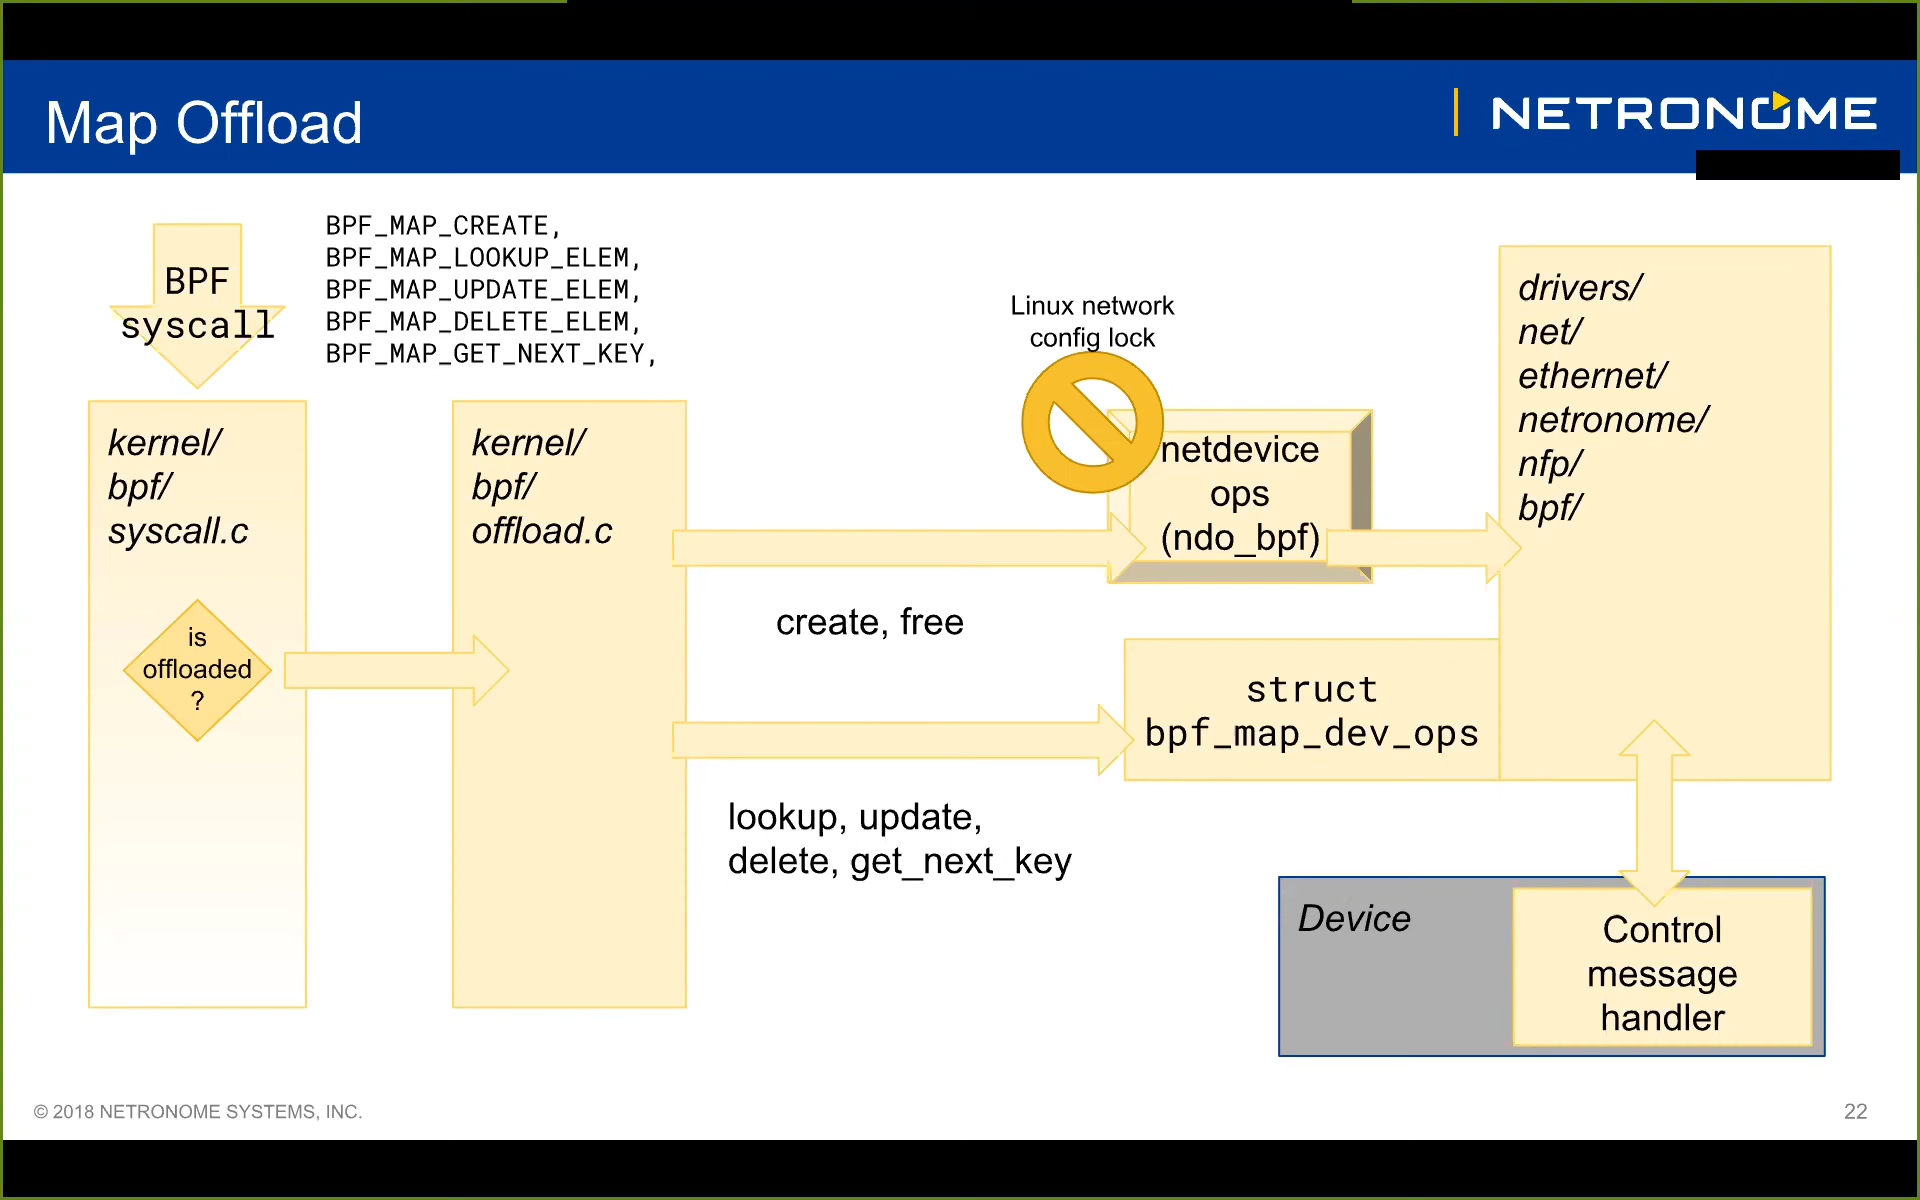 Map Offload
NETRONOME
BPF
syscall
BPF_MAP_CREATE,
BPF_MAP_LOOKUP_ELEM,
BPF_MAP_UPDATE_ELEM,
BPF_MAP_DELETE_ELEM,
BPF_MAP_GET_NEXT_KEY,
kernel/
bpf/
syscall.c
is
offloaded
?
kernel/
bpf/
offload.c
Linux network
config lock
netdevice
ops
(ndo_bpf)
create, free
struct
bpf_map_dev_ops
lookup, update,
delete, get_next_key
drivers/
net/
ethernet/
netronome/
nfp/
bpf/
Device
Control
message
handler
© 2018 NETRONOME SYSTEMS, INC.
22